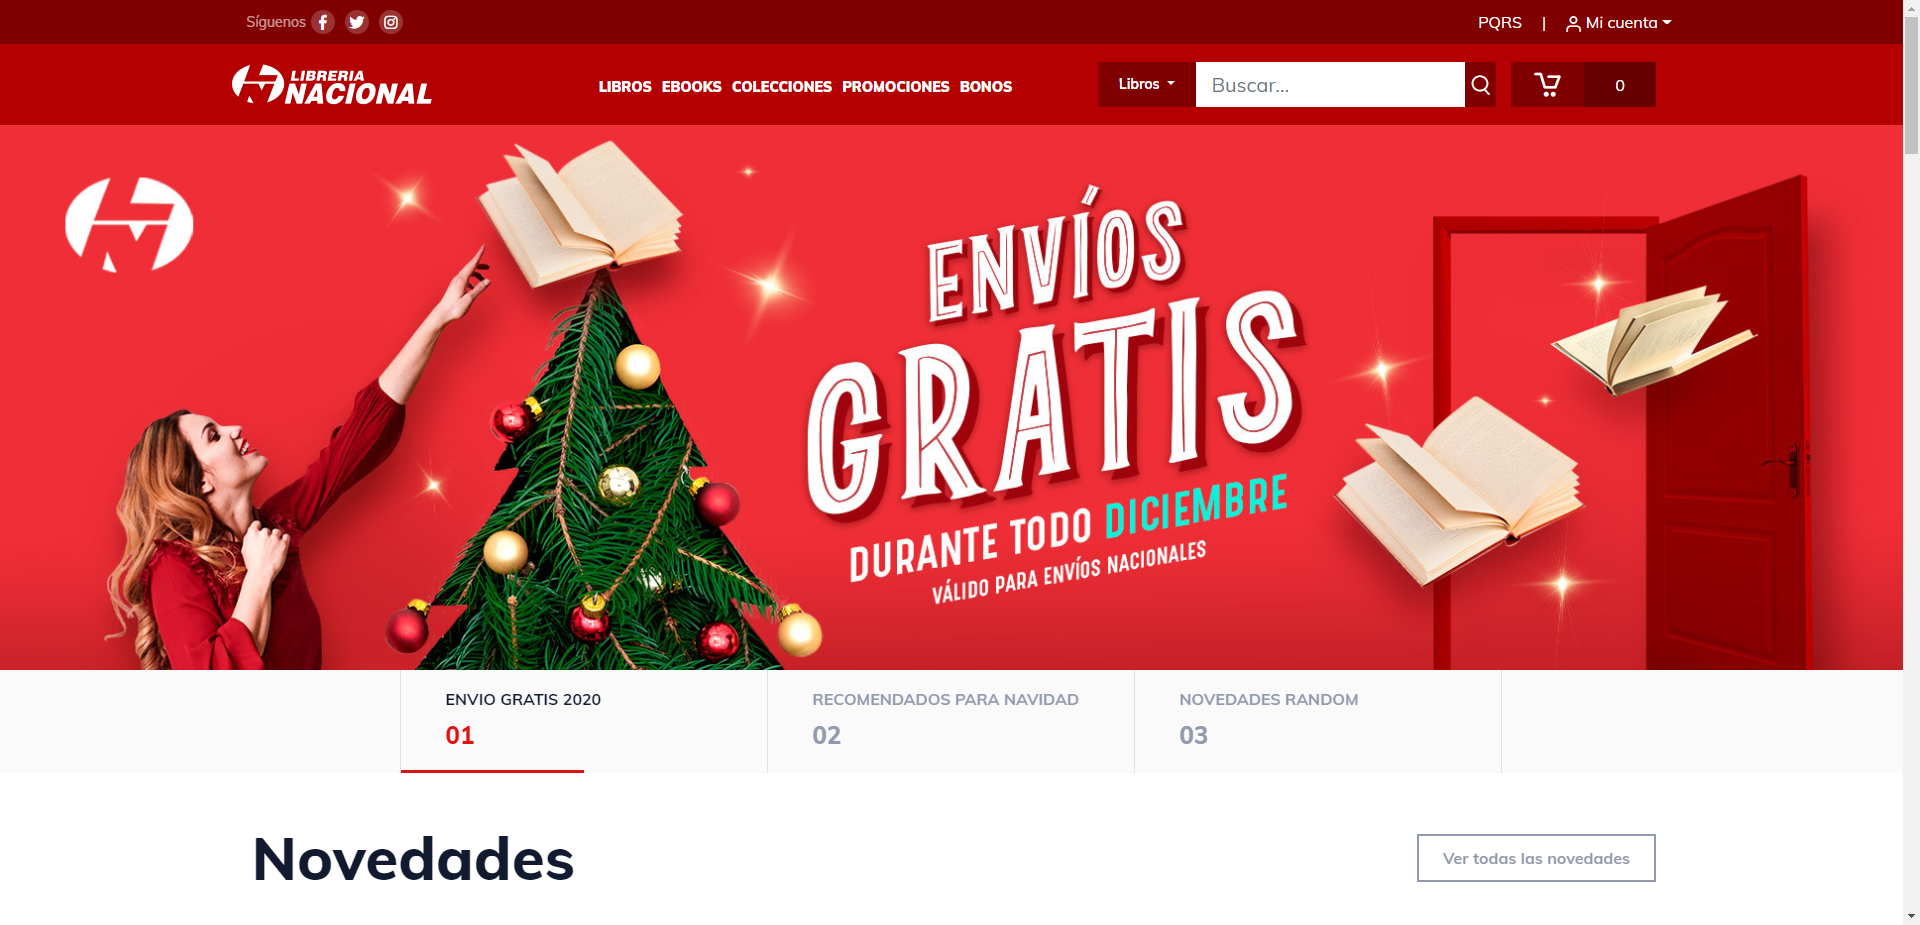 Síguenos
PQRS | Mi cuenta
LIBRERIA
NACIONAL
LIBROS EBOOKS COLECCIONES PROMOCIONES BONOS
Libros
Buscar...
0
ENVÍOS
GRATIS
DURANTE TODO DICIEMBRE
VÁLIDO PARA ENVÍOS NACIONALES
ENVIO GRATIS 2020
01
RECOMENDADOS PARA NAVIDAD
02
NOVEDADES RANDOM
03
Novedades
Ver todas las novedades